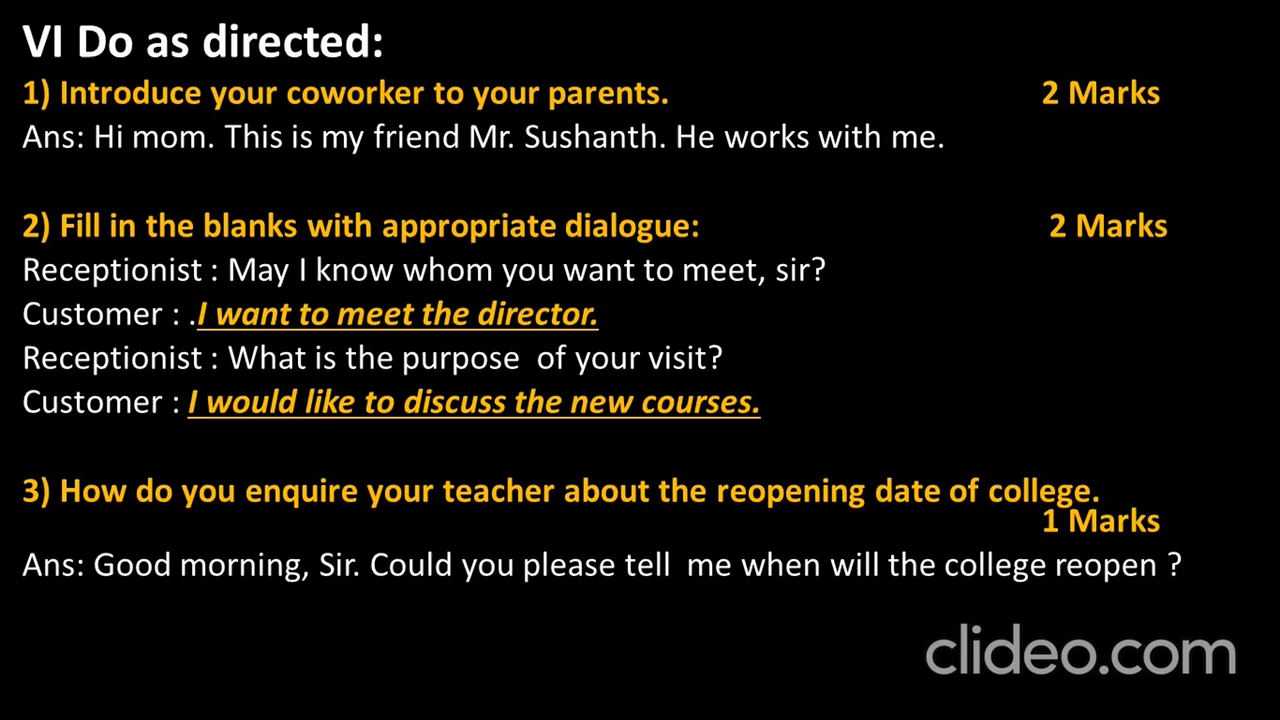 VI Do as directed:
1) Introduce your coworker to your parents. 2 Marks
Ans: Hi mom. This is my friend Mr. Sushanth. He works with me.
2) Fill in the blanks with appropriate dialogue: 2 Marks
Receptionist : May I know whom you want to meet, sir?
Customer : .I want to meet the director.
Receptionist : What is the purpose  of your visit?
Customer : I would like to discuss the new courses.
3) How do you enquire your teacher about the reopening date of college.
1 Marks
Ans: Good morning, Sir. Could you please tell  me when will the college reopen ?
clideo.com